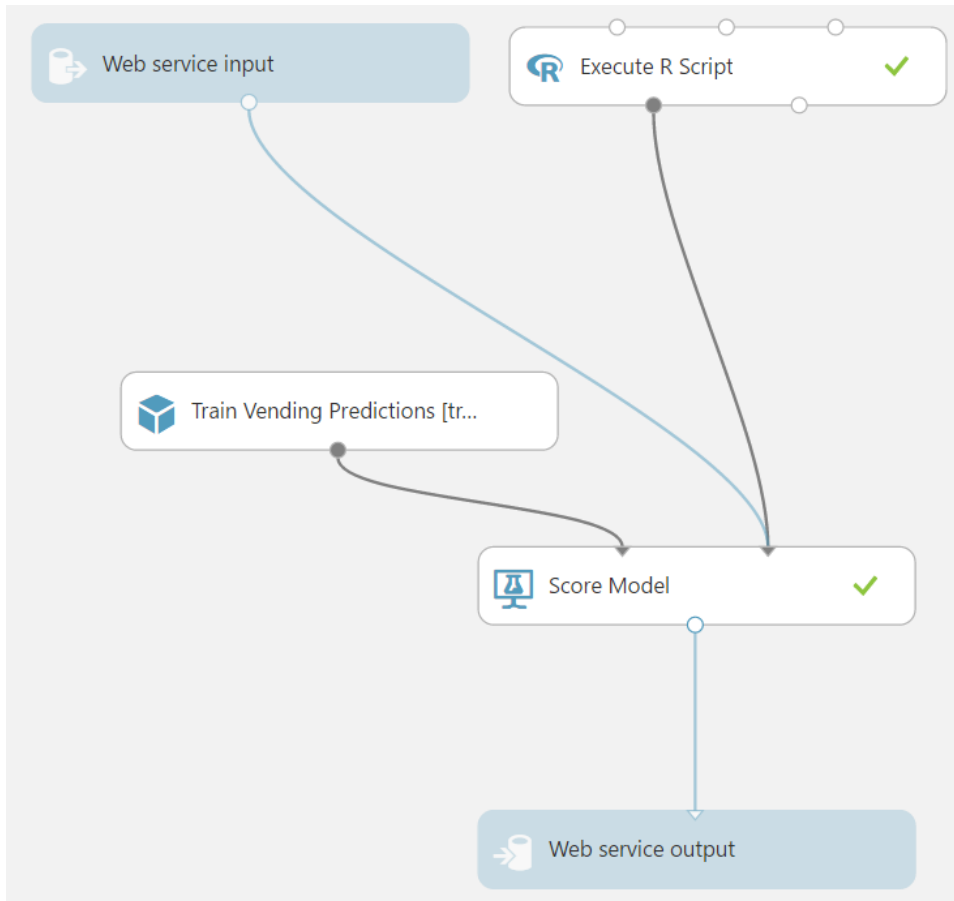 Web service input
Execute R Script
Train Vending Predictions [tr...
Score Model
Web service output